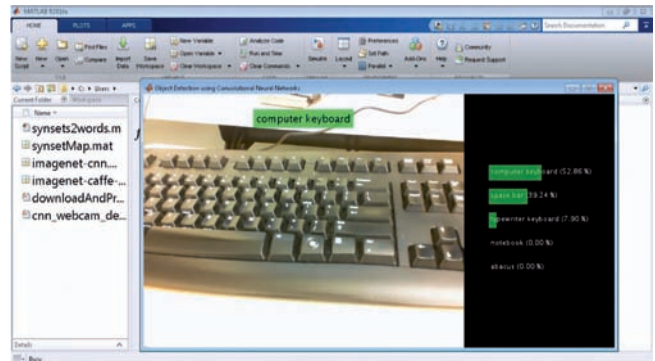 HOME PLOTS APPS
Search Documentation
New Script
New
Open
Find Files
Compare
Import Data
Save Workspace
New Variable
Open Variable
Clear Workspace
Analyze Code
Run and Time
Clear Commands
Simulink
Layout
Preferences
Set Path
Parallel
Add-Ons
Help
Community
Request Support
FILE
Current Folder
Workspace
Name
synsets2words.m
synsetMap.mat
imagenet-cnn....
imagenet-caffe-...
downloadAndPr...
cnn_webcam_de...
Details
Busy
Object Detection using Convolutional Neural Networks
computer keyboard
computer keyboard (52.86 %)
space bar (39.24 %)
typewriter keyboard (7.90 %)
notebook (0.00 %)
abacus (0.00 %)